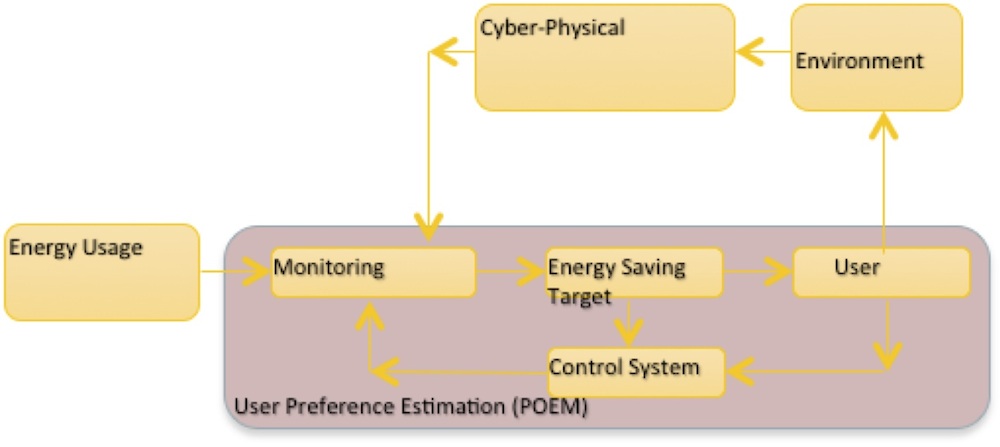 Cyber-Physical
Environment
Energy Usage
Monitoring
Energy Saving
Target
User
Control System
User Preference Estimation (POEM)